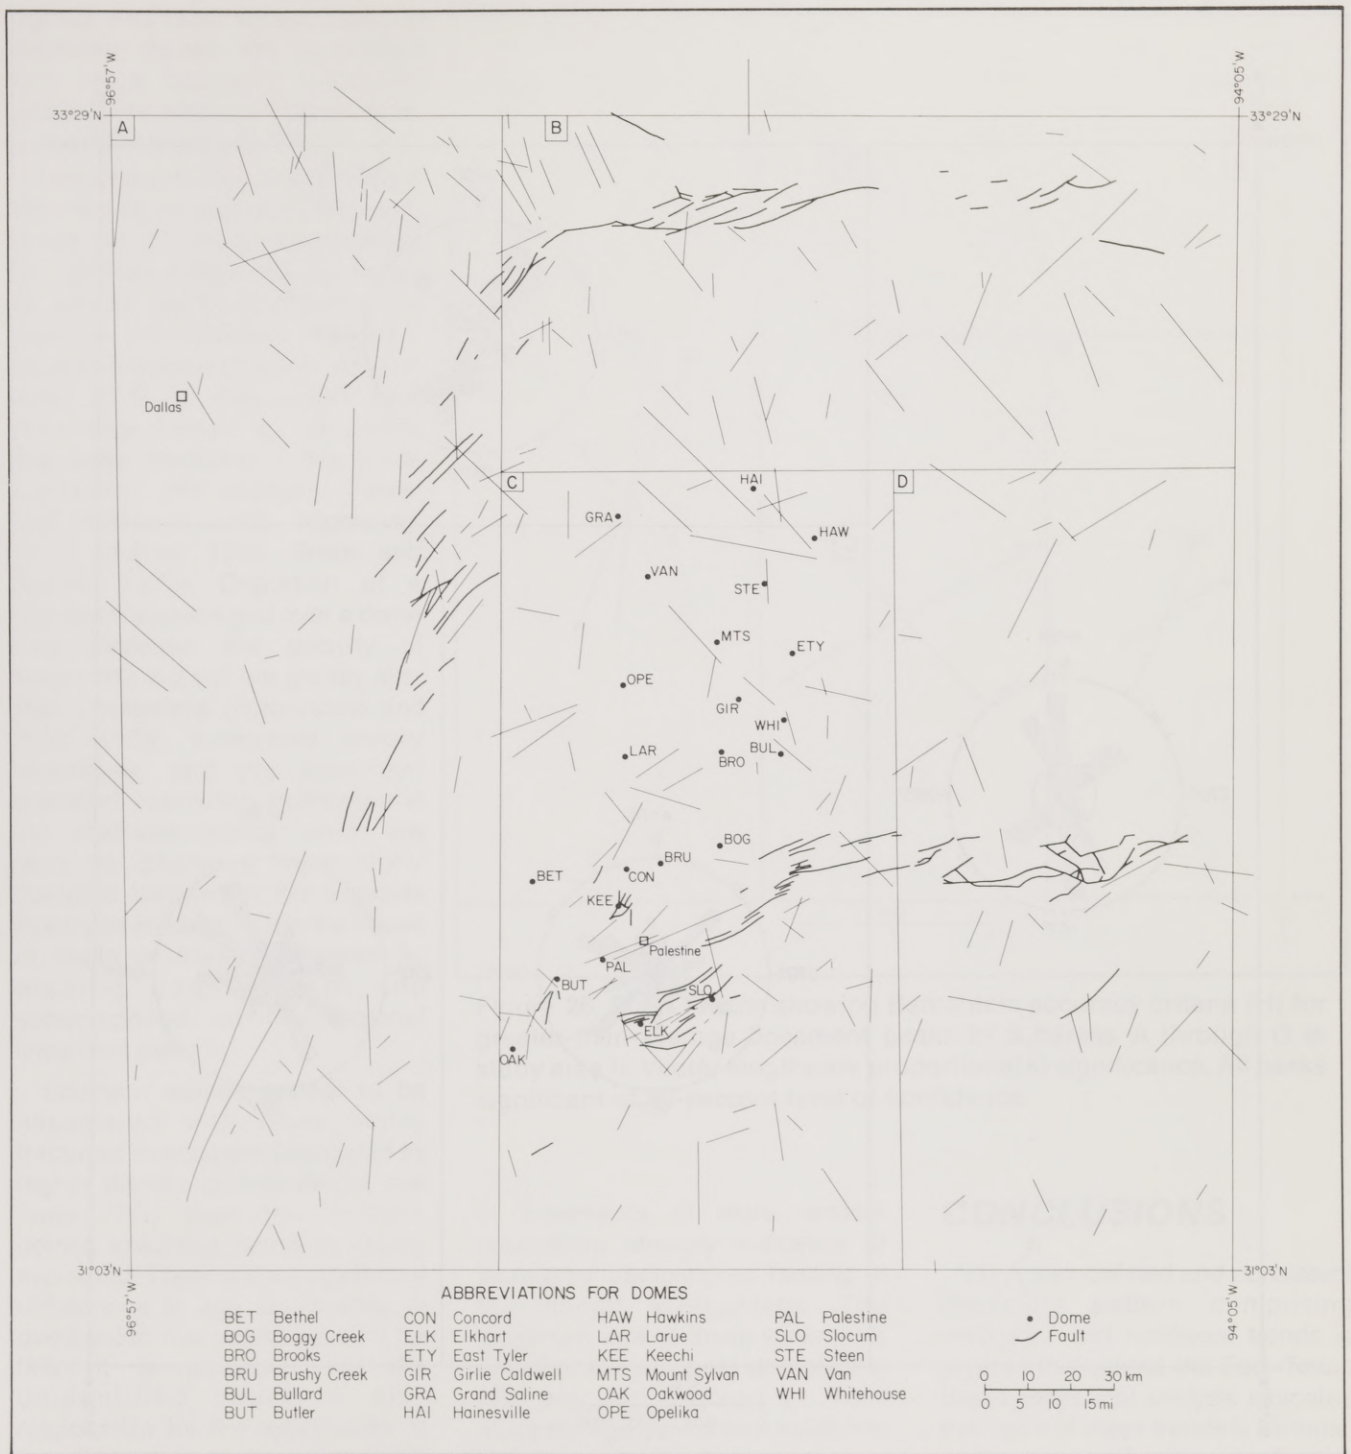 96°57'W
94°05'W
33°29'N
33°29'N
A
B
Dallas
C
D
HAI
GRA
HAW
VAN
STE
MTS
ETY
OPE
GIR
WHI
LAR
BRO
BUL
BOG
BRU
CON
BET
KEE
Palestine
PAL
BUT
SLO
ELK
OAK
31°03'N
31°03'N
96°57'W
94°05'W
ABBREVIATIONS FOR DOMES
BET Bethel CON Concord HAW Hawkins PAL Palestine
BOG Boggy Creek ELK Elkhart LAR Larue SLO Slocum
BRO Brooks ETY East Tyler KEE Keechi STE Steen
BRU Brushy Creek GIR Girlie Caldwell MTS Mount Sylvan VAN Van
BUL Bullard GRA Grand Saline OAK Oakwood WHI Whitehouse
BUT Butler HAI Hainesville OPE Opelika
Dome
Fault
0 10 20 30 km
0 5 10 15 mi